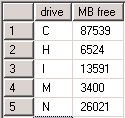 drive MB free
1 C 87539
2 H 6524
3 I 13591
4 M 3400
5 N 26021